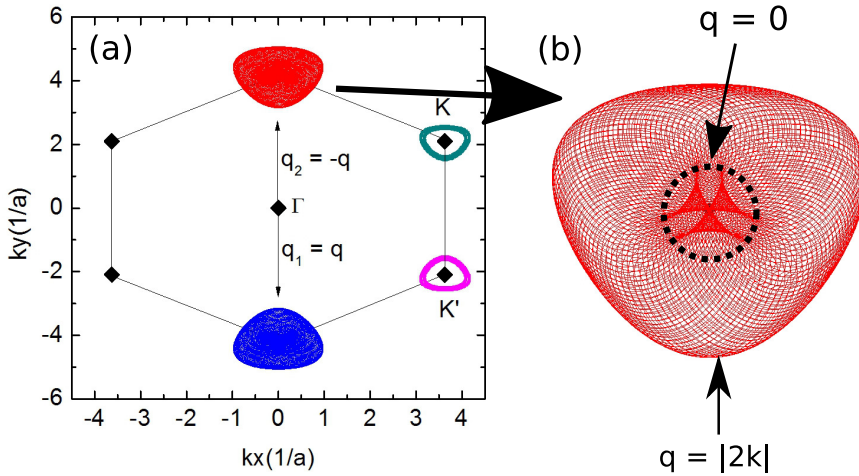 (a)
(b)
q = 0
6
4
2
0
-2
-4
-6
ky(1/a)
K
q2 = -q
Γ
q1 = q
K'
-4 -3 -2 -1 0 1 2 3 4
kx(1/a)
q = |2k|